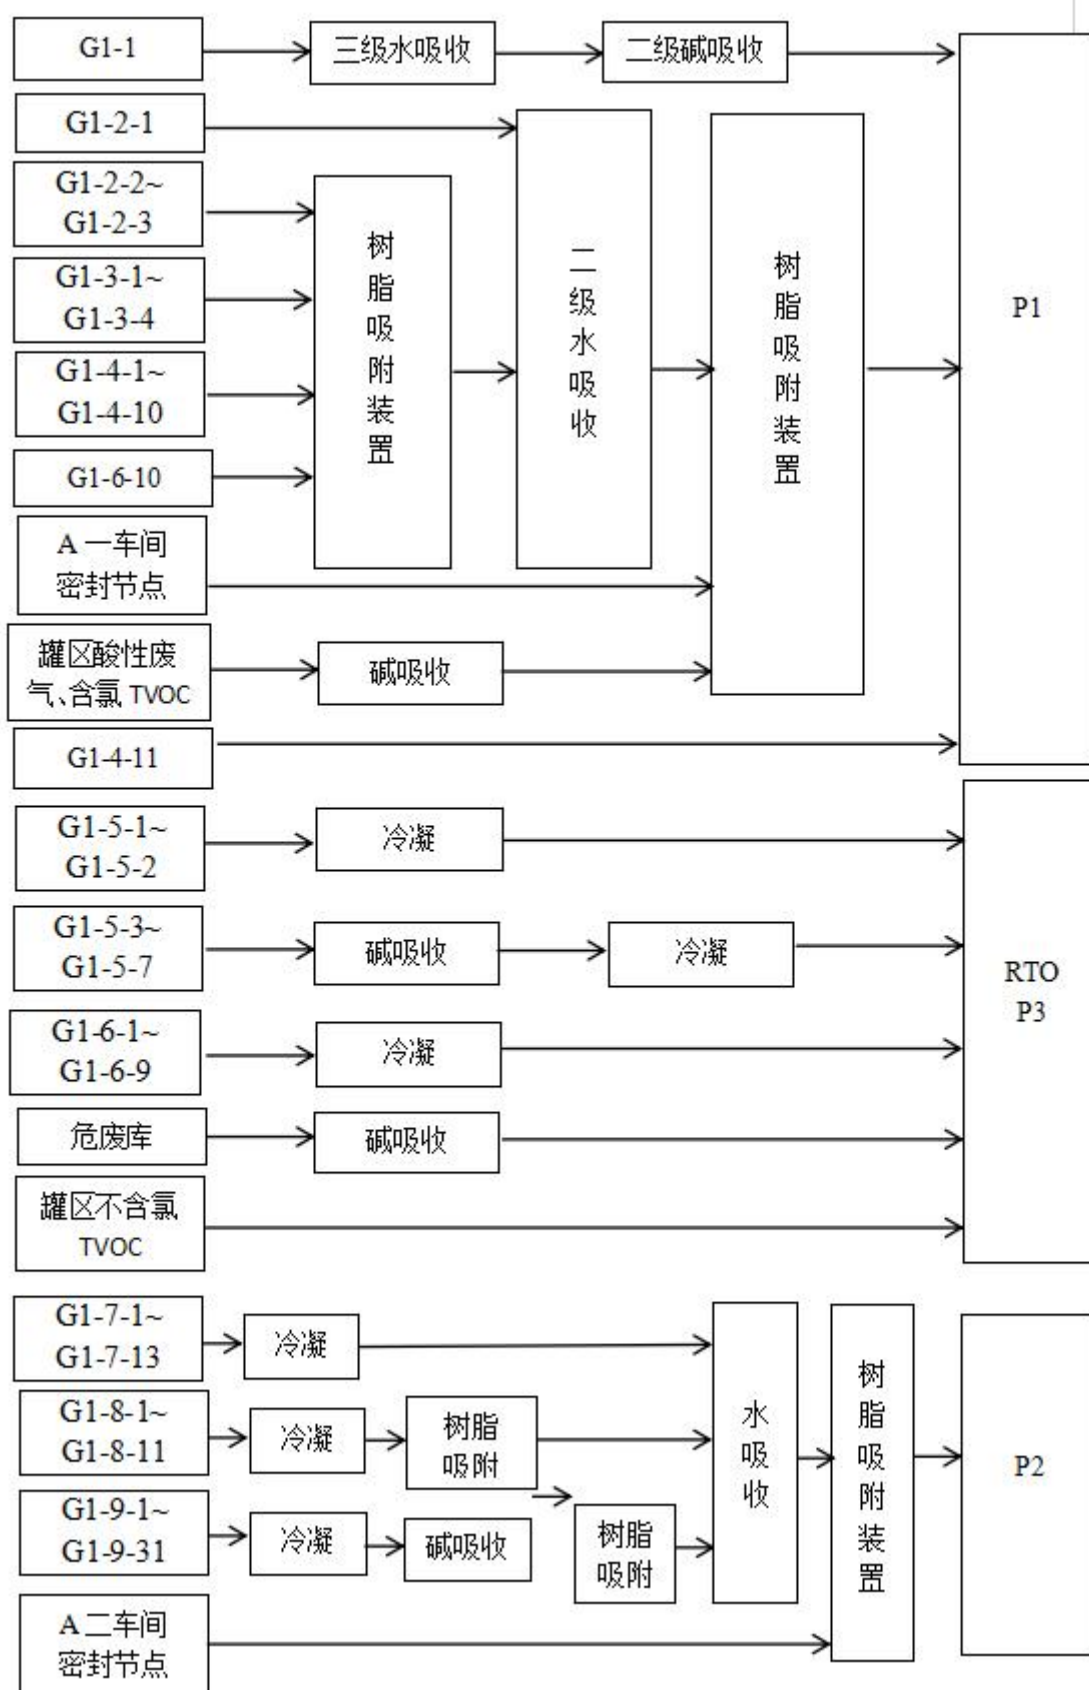 G1-1
三级水吸收
二级碱吸收
G1-2-1
G1-2-2~
G1-2-3
G1-3-1~
G1-3-4
G1-4-1~
G1-4-10
G1-6-10
树脂吸附装置
二级水吸收
树脂吸附装置
P1
A 一车间
密封节点
罐区酸性废
气、含氯 TVOC
碱吸收
G1-4-11
G1-5-1~
G1-5-2
冷凝
G1-5-3~
G1-5-7
碱吸收
冷凝
G1-6-1~
G1-6-9
冷凝
危废库
碱吸收
罐区不含氯
TVOC
RTO
P3
G1-7-1~
G1-7-13
冷凝
G1-8-1~
G1-8-11
冷凝
树脂
吸附
G1-9-1~
G1-9-31
冷凝
碱吸收
树脂
吸附
水吸收
树脂吸附装置
P2
A 二车间
密封节点